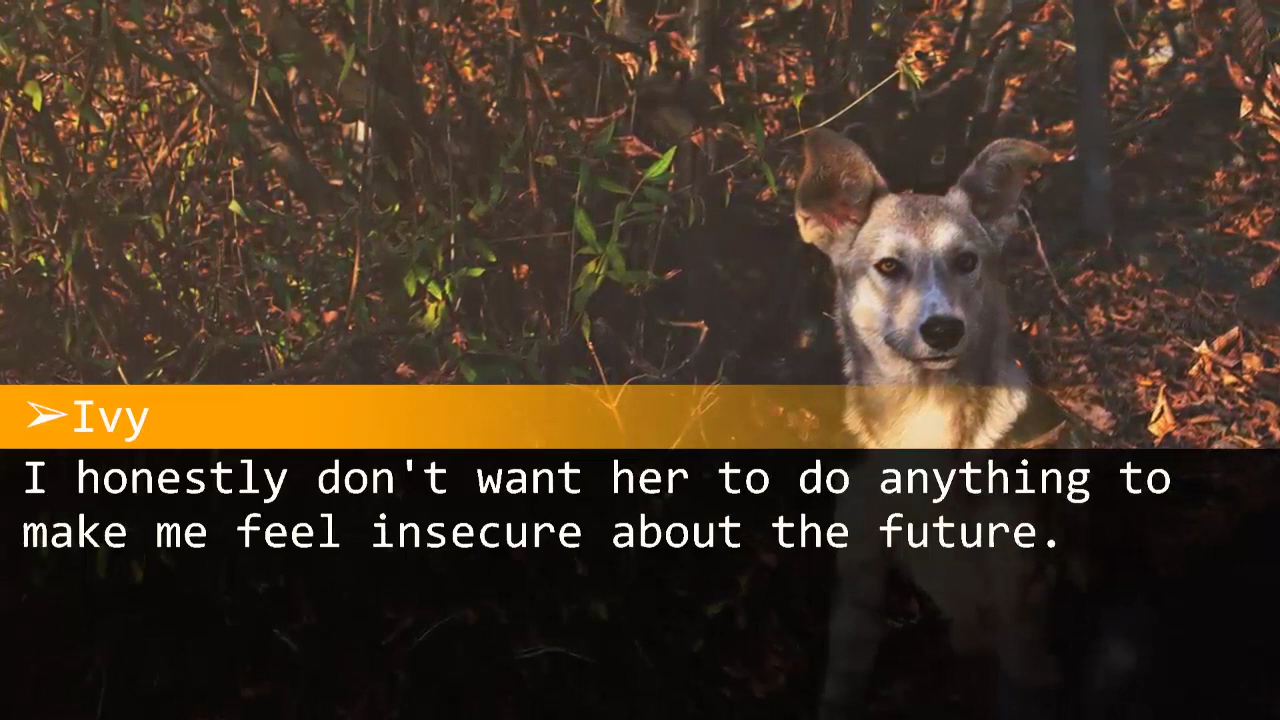 ➢Ivy
I honestly don't want her to do anything to
make me feel insecure about the future.